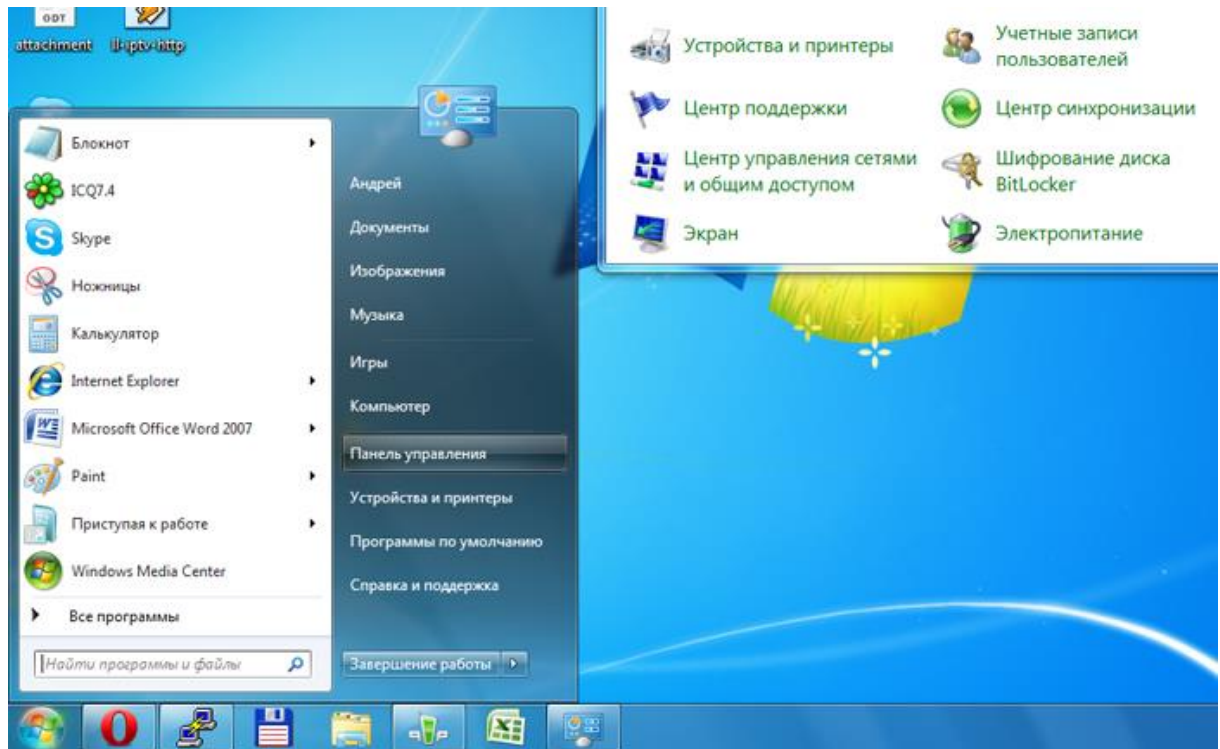 ODT
attachment
Устройства и принтеры
Учетные записи
пользователей
Центр поддержки
Центр синхронизации
Центр управления сетями
и общим доступом
Шифрование диска
BitLocker
Экран
Электропитание
Блокнот
ICQ7.4
Skype
Ножницы
Калькулятор
Internet Explorer
Microsoft Office Word 2007
Paint
Приступая к работе
Windows Media Center
Все программы
Найти программы и файлы
Андрей
Документы
Изображения
Музыка
Игры
Компьютер
Панель управления
Устройства и принтеры
Программы по умолчанию
Справка и поддержка
Завершение работы